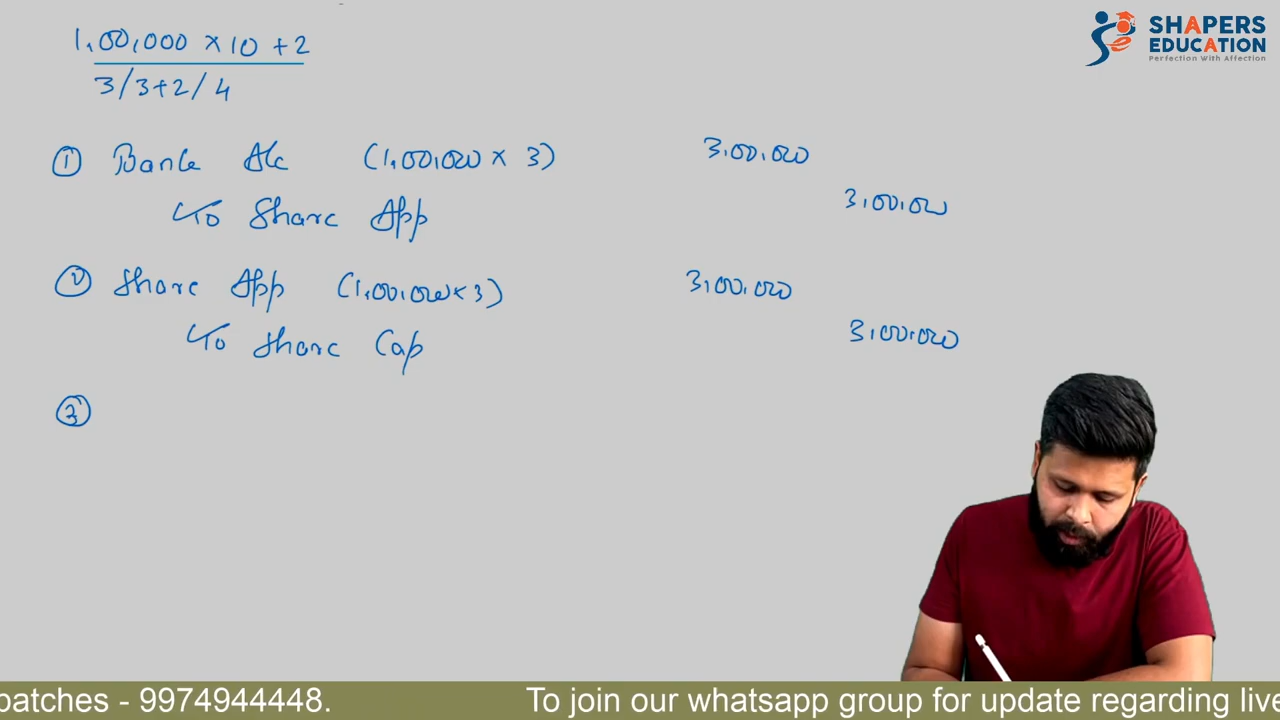 1,00,000 × 10 + 2
3/3+2/4
SHAPERS
EDUCATION
Perfection With Affection
① Bank A/c (1,00,000 × 3) 3,00,000
To Share App 3,00,000
② Share App (1,00,000 × 3) 3,00,000
To Share Cap 3,00,000
③
patches - 9974944448. To join our whatsapp group for update regarding live